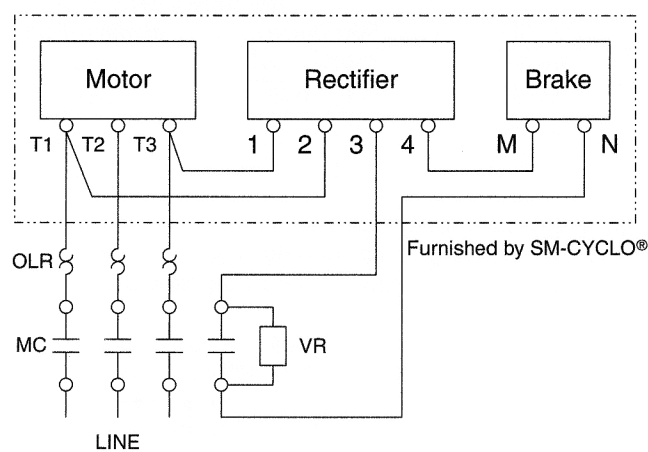 Motor
Rectifier
Brake
T1 T2 T3 1 2 3 4 M N
Furnished by SM-CYCLO®
OLR
MC
VR
LINE